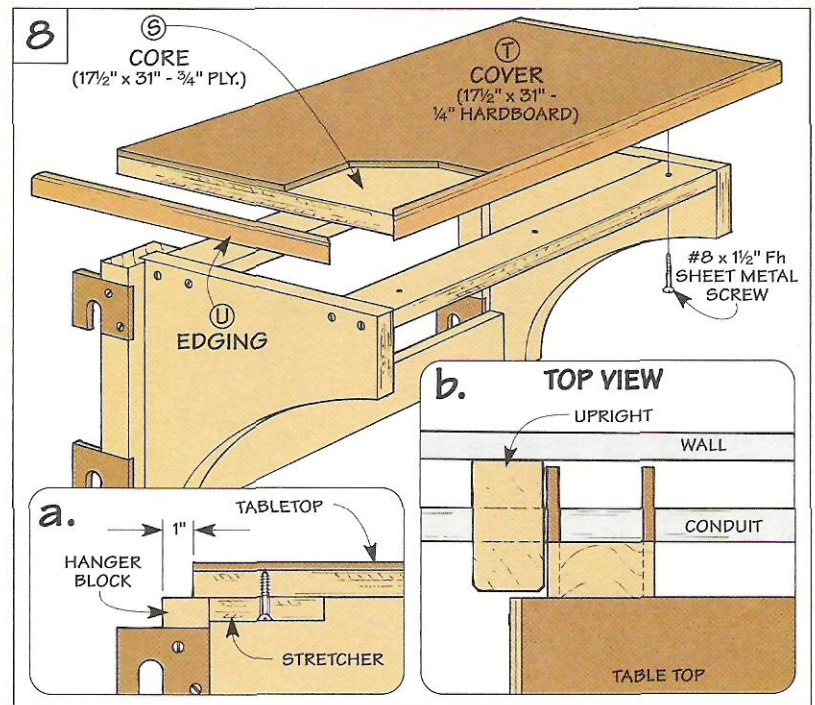 8
S
CORE
(17½" x 31" - ¾" PLY.)
T
COVER
(17½" x 31" -
¼" HARDBOARD)
#8 x 1½" Fh
SHEET METAL
SCREW
U
EDGING
a.
1"
TABLETOP
HANGER
BLOCK
STRETCHER
b.
TOP VIEW
UPRIGHT
WALL
CONDUIT
TABLE TOP